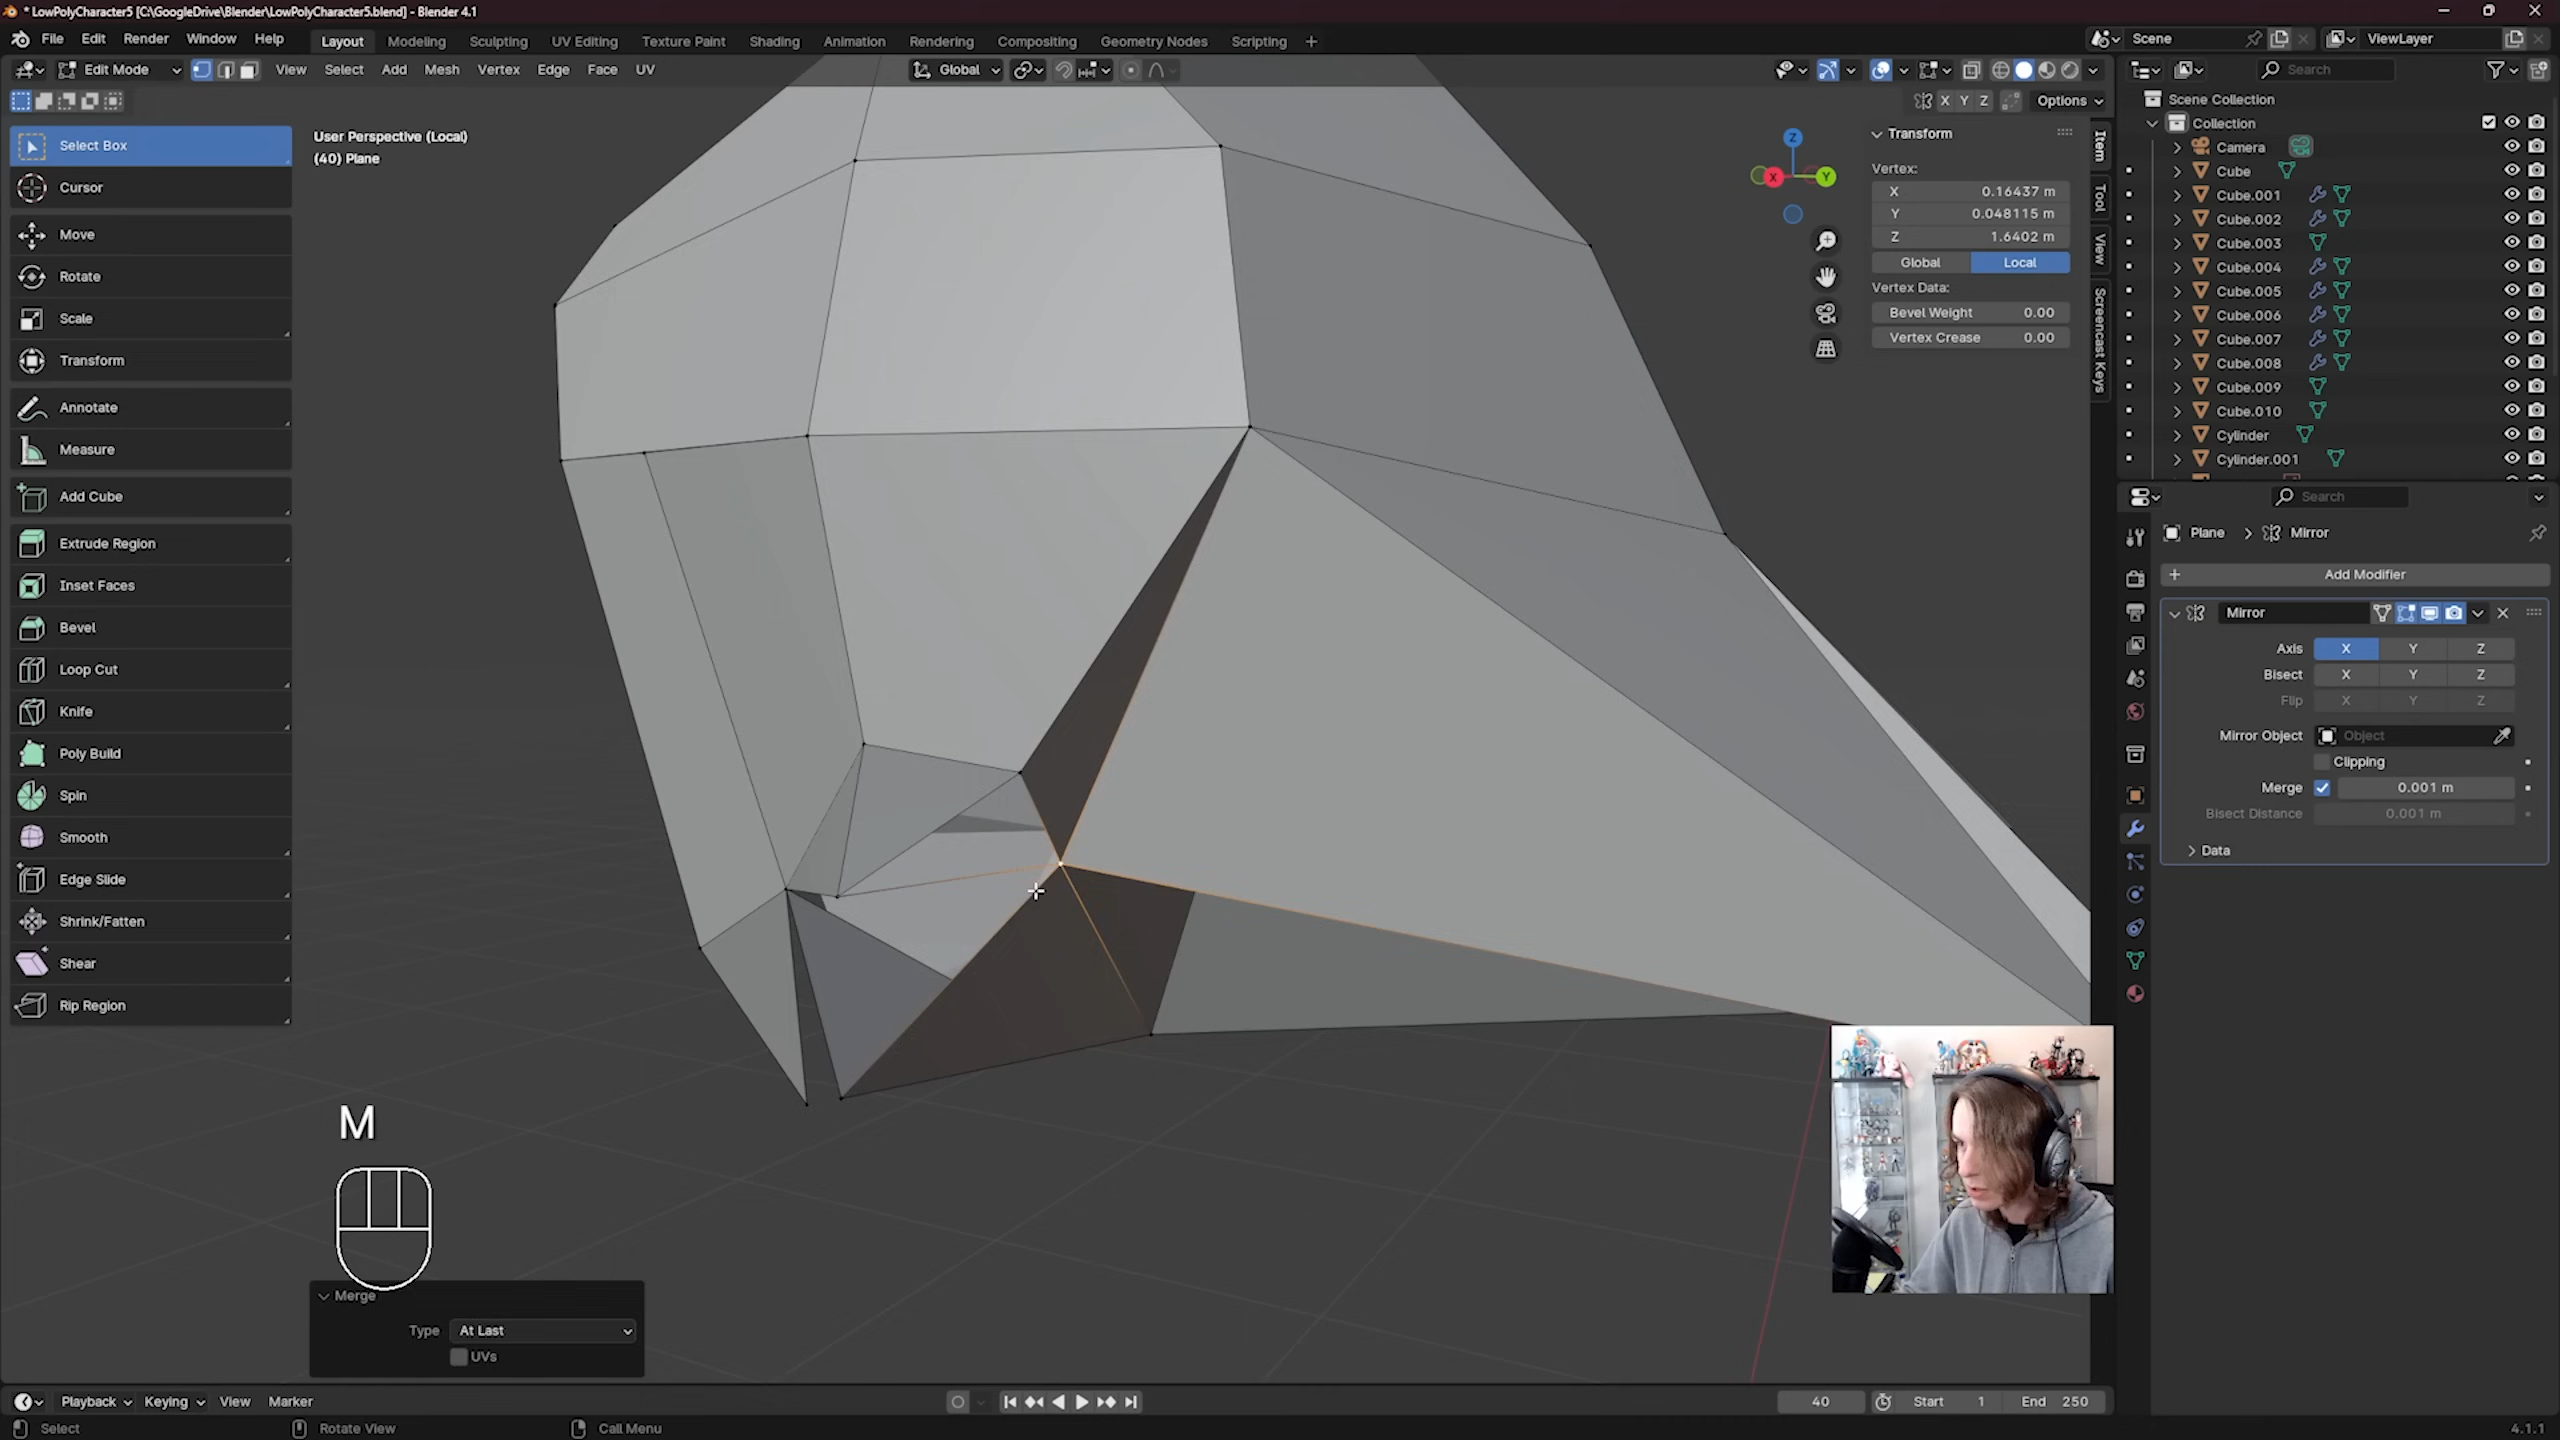 * LowPolyCharacter5 [C:\GoogleDrive\Blender\LowPolyCharacter5.blend] - Blender 4.1
File Edit Render Window Help
Layout Modeling Sculpting UV Editing Texture Paint Shading Animation Rendering Compositing Geometry Nodes Scripting +
Scene ViewLayer
Edit Mode View Select Add Mesh Vertex Edge Face UV
Global
Search
X Y Z Options
Select Box
Cursor
Move
Rotate
Scale
Transform
Annotate
Measure
Add Cube
Extrude Region
Inset Faces
Bevel
Loop Cut
Knife
Poly Build
Spin
Smooth
Edge Slide
Shrink/Fatten
Shear
Rip Region
User Perspective (Local)
(40) Plane
Z
X Y
Transform
Vertex:
X 0.16437 m
Y 0.048115 m
Z 1.6402 m
Global Local
Vertex Data:
Bevel Weight 0.00
Vertex Crease 0.00
Item
Tool
View
Screencast Keys
Scene Collection
Collection
Camera
Cube
Cube.001
Cube.002
Cube.003
Cube.004
Cube.005
Cube.006
Cube.007
Cube.008
Cube.009
Cube.010
Cylinder
Cylinder.001
Search
Plane > Mirror
+ Add Modifier
Mirror
Axis X Y Z
Bisect X Y Z
Flip X Y Z
Mirror Object Object
Clipping
Merge 0.001 m
Bisect Distance 0.001 m
Data
M
Merge
Type At Last
UVs
Playback Keying View Marker
40 Start 1 End 250
Select Rotate View Call Menu
4.1.1